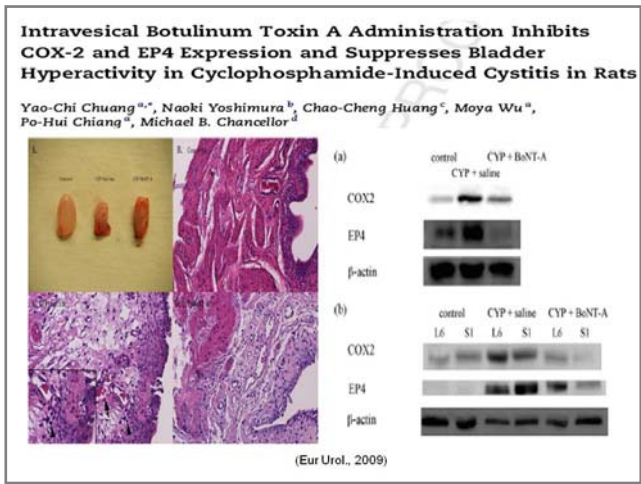 Intravesical Botulinum Toxin A Administration Inhibits
COX-2 and EP4 Expression and Suppresses Bladder
Hyperactivity in Cyclophosphamide-Induced Cystitis in Rats
Yao-Chi Chuang a,*, Naoki Yoshimura b, Chao-Cheng Huang c, Moya Wu a,
Po-Hui Chiang a, Michael B. Chancellor d
(a)
control CYP + BoNT-A
CYP + saline
COX2
EP4
β-actin
(b)
control CYP + saline CYP + BoNT-A
L6 S1 L6 S1 L6 S1
COX2
EP4
β-actin
(Eur Urol., 2009)